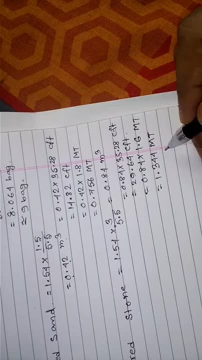 = 8.064 bag
≃ 9 bag.
ed Sand = 1.54 × 1.5/5.5
= 0.42 m³
= 0.42 × 35.28 cft
= 14.82 cft
= 0.42 × 1.8 MT
= 0.756 MT
red Stone = 1.54 × 3/5.5 = 0.84 m³
= 0.84 × 35.28 cft
= 29.64 cft
= 0.84 × 1.6 MT
= 1.344 MT